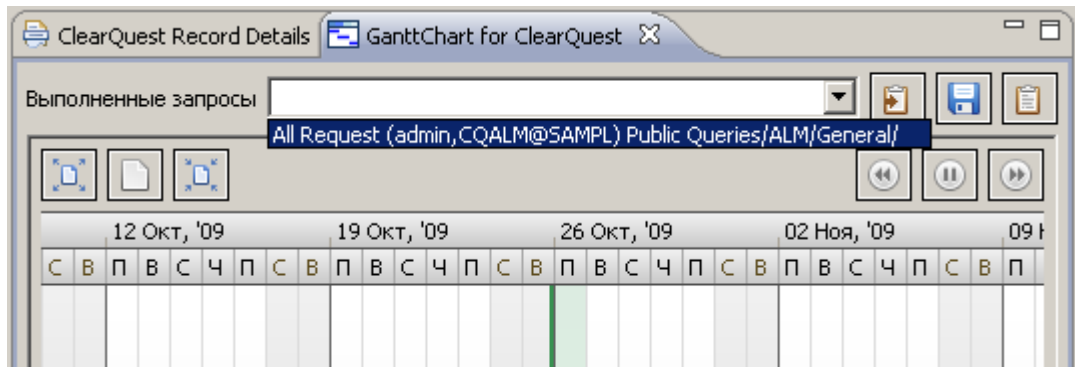 ClearQuest Record Details GanttChart for ClearQuest
Выполненные запросы
All Request (admin,CQALM@SAMPL) Public Queries/ALM/General/
12 Окт, '09 19 Окт, '09 26 Окт, '09 02 Ноя, '09 09
С В П В С Ч П С В П В С Ч П С В П В С Ч П С В П В С Ч П С В П